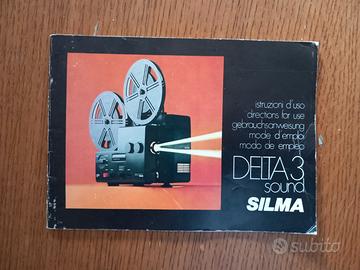 istruzioni d'uso
directions for use
gebrauchsanweisung
mode d'emploi
modo de empleo
DELTA 3
sound
SILMA
subito